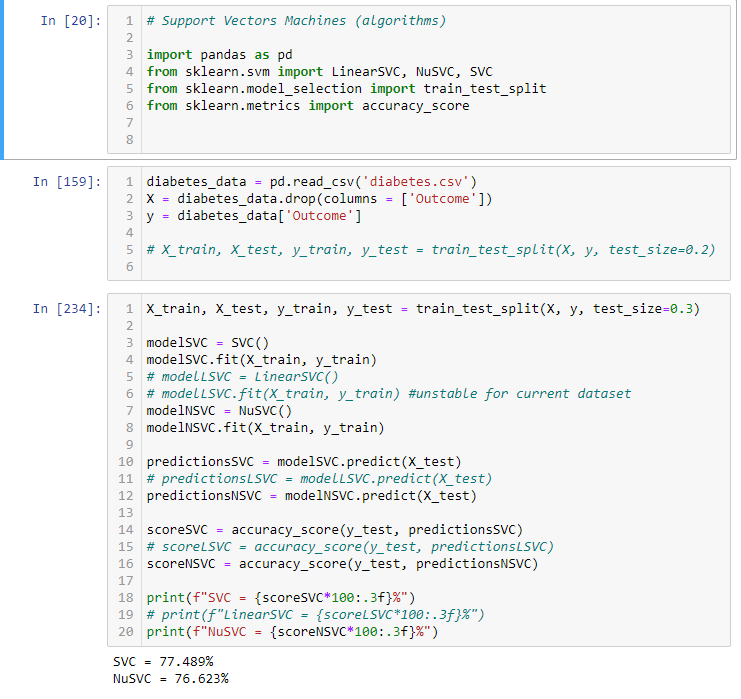 In [20]:
1 # Support Vectors Machines (algorithms)
2
3 import pandas as pd
4 from sklearn.svm import LinearSVC, NuSVC, SVC
5 from sklearn.model_selection import train_test_split
6 from sklearn.metrics import accuracy_score
7
8
In [159]:
1 diabetes_data = pd.read_csv('diabetes.csv')
2 X = diabetes_data.drop(columns = ['Outcome'])
3 y = diabetes_data['Outcome']
4
5 # X_train, X_test, y_train, y_test = train_test_split(X, y, test_size=0.2)
6
In [234]:
1 X_train, X_test, y_train, y_test = train_test_split(X, y, test_size=0.3)
2
3 modelSVC = SVC()
4 modelSVC.fit(X_train, y_train)
5 # modelLSVC = LinearSVC()
6 # modelLSVC.fit(X_train, y_train) #unstable for current dataset
7 modelNSVC = NuSVC()
8 modelNSVC.fit(X_train, y_train)
9
10 predictionsSVC = modelSVC.predict(X_test)
11 # predictionsLSVC = modelLSVC.predict(X_test)
12 predictionsNSVC = modelNSVC.predict(X_test)
13
14 scoreSVC = accuracy_score(y_test, predictionsSVC)
15 # scoreLSVC = accuracy_score(y_test, predictionsLSVC)
16 scoreNSVC = accuracy_score(y_test, predictionsNSVC)
17
18 print(f"SVC = {scoreSVC*100:.3f}%")
19 # print(f"LinearSVC = {scoreLSVC*100:.3f}%")
20 print(f"NuSVC = {scoreNSVC*100:.3f}%")
SVC = 77.489%
NuSVC = 76.623%